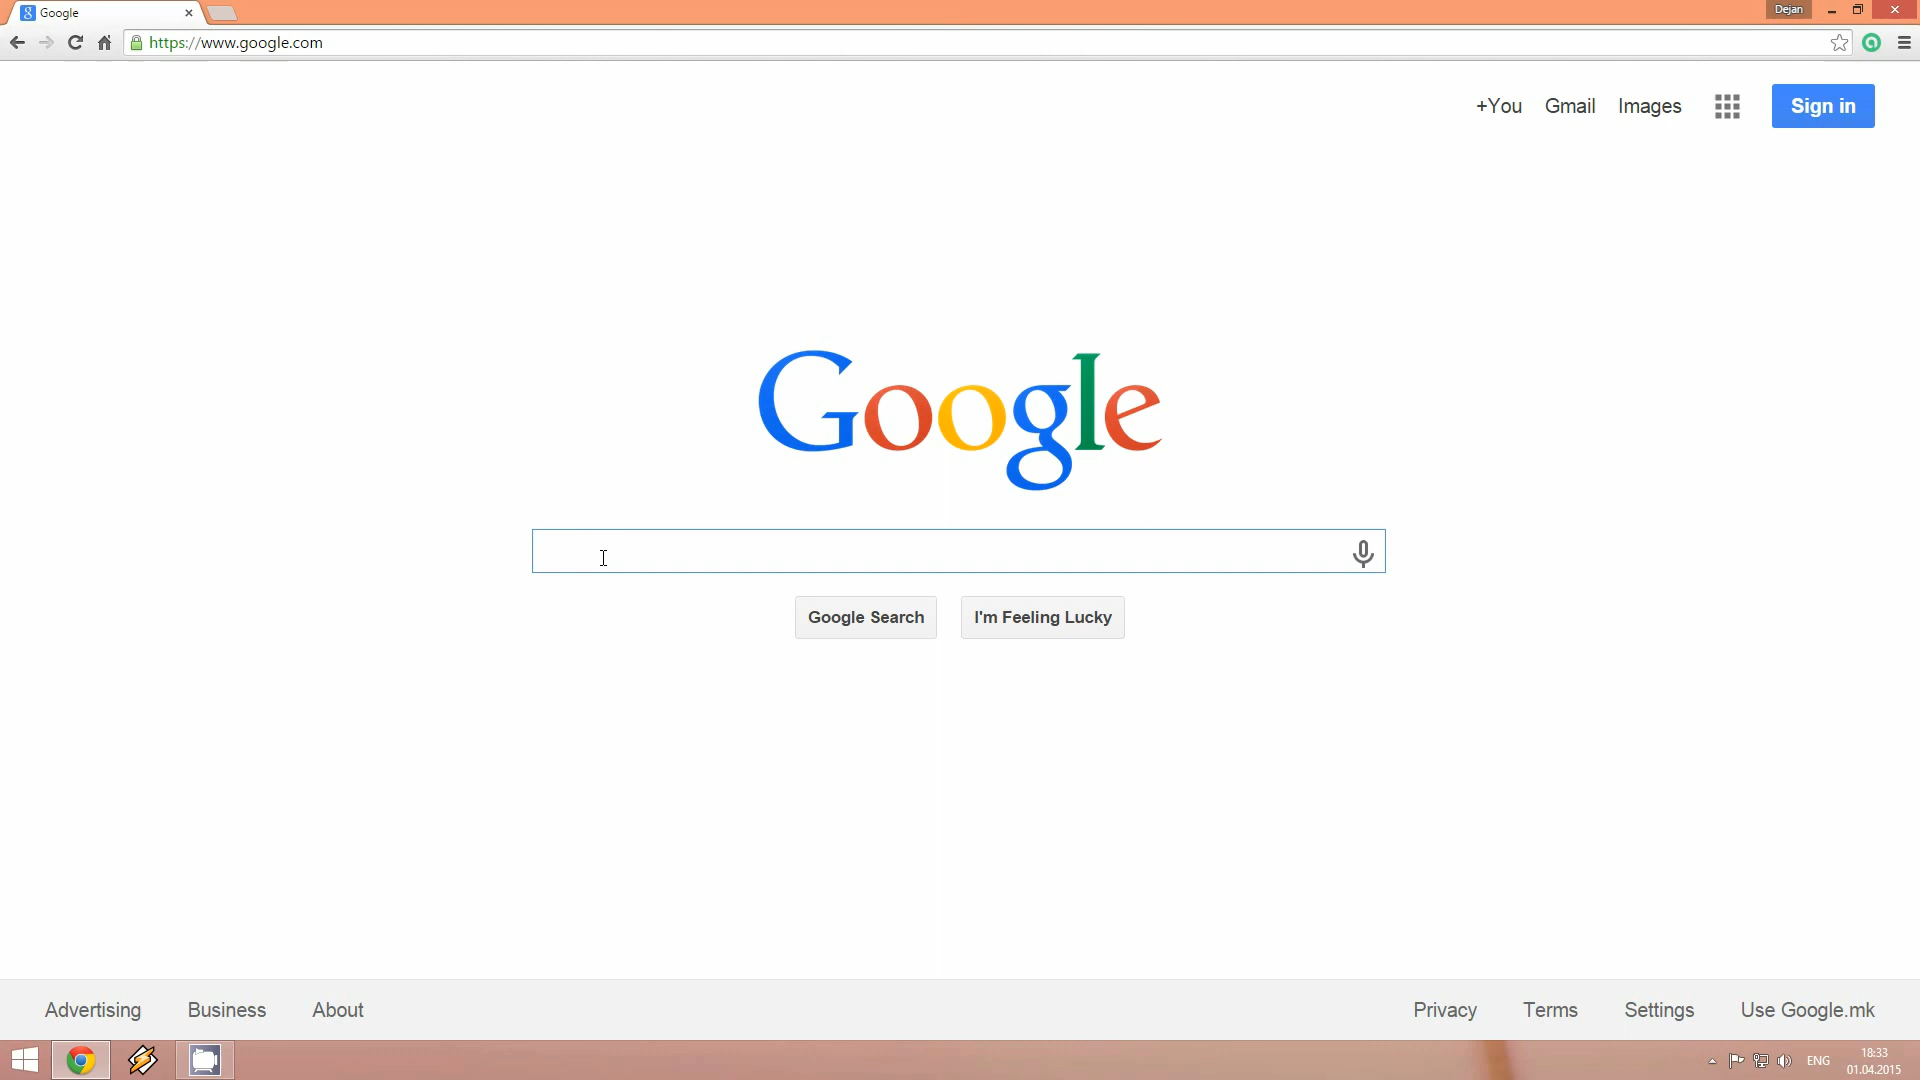 Google
Dejan
https://www.google.com
+You Gmail Images Sign in
Google
Google Search I'm Feeling Lucky
Advertising Business About Privacy Terms Settings Use Google.mk
ENG 18:33
01.04.2015